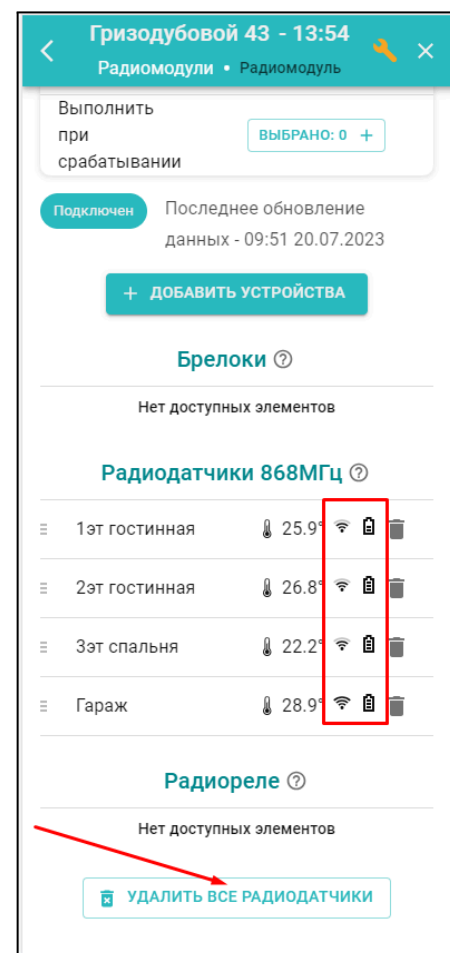 Гризодубовой 43 - 13:54
Радиомодули • Радиомодуль
Выполнить
при
срабатывании
ВЫБРАНО: 0 +
Подключен
Последнее обновление
данных - 09:51 20.07.2023
+ ДОБАВИТЬ УСТРОЙСТВА
Брелоки ?
Нет доступных элементов
Радиодатчики 868МГц ?
1эт гостинная 25.9°
2эт гостинная 26.8°
3эт спальня 22.2°
Гараж 28.9°
Радиореле ?
Нет доступных элементов
УДАЛИТЬ ВСЕ РАДИОДАТЧИКИ